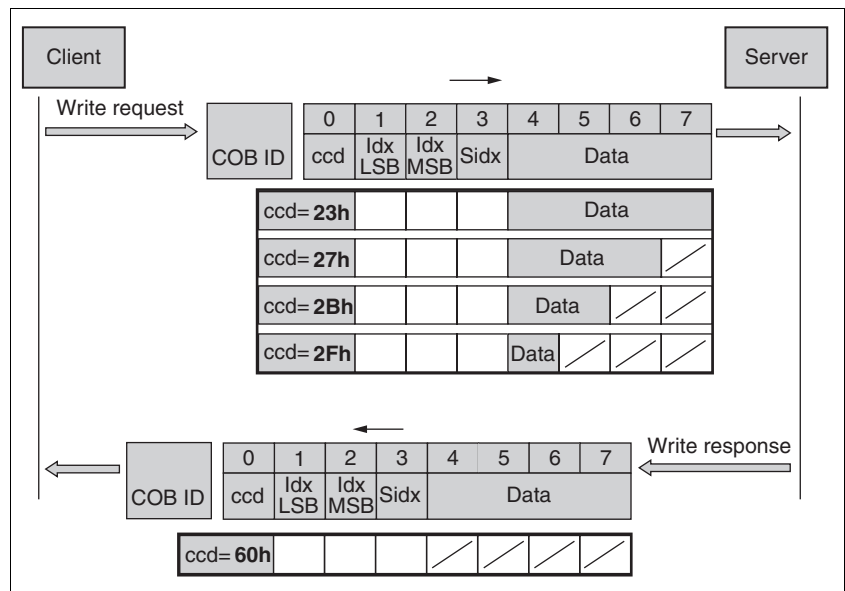 Client
Server
Write request
0 1 2 3 4 5 6 7
COB ID
ccd Idx LSB Idx MSB Sidx Data
ccd= 23h Data
ccd= 27h Data
ccd= 2Bh Data
ccd= 2Fh Data
Write response
0 1 2 3 4 5 6 7
COB ID
ccd Idx LSB Idx MSB Sidx Data
ccd= 60h